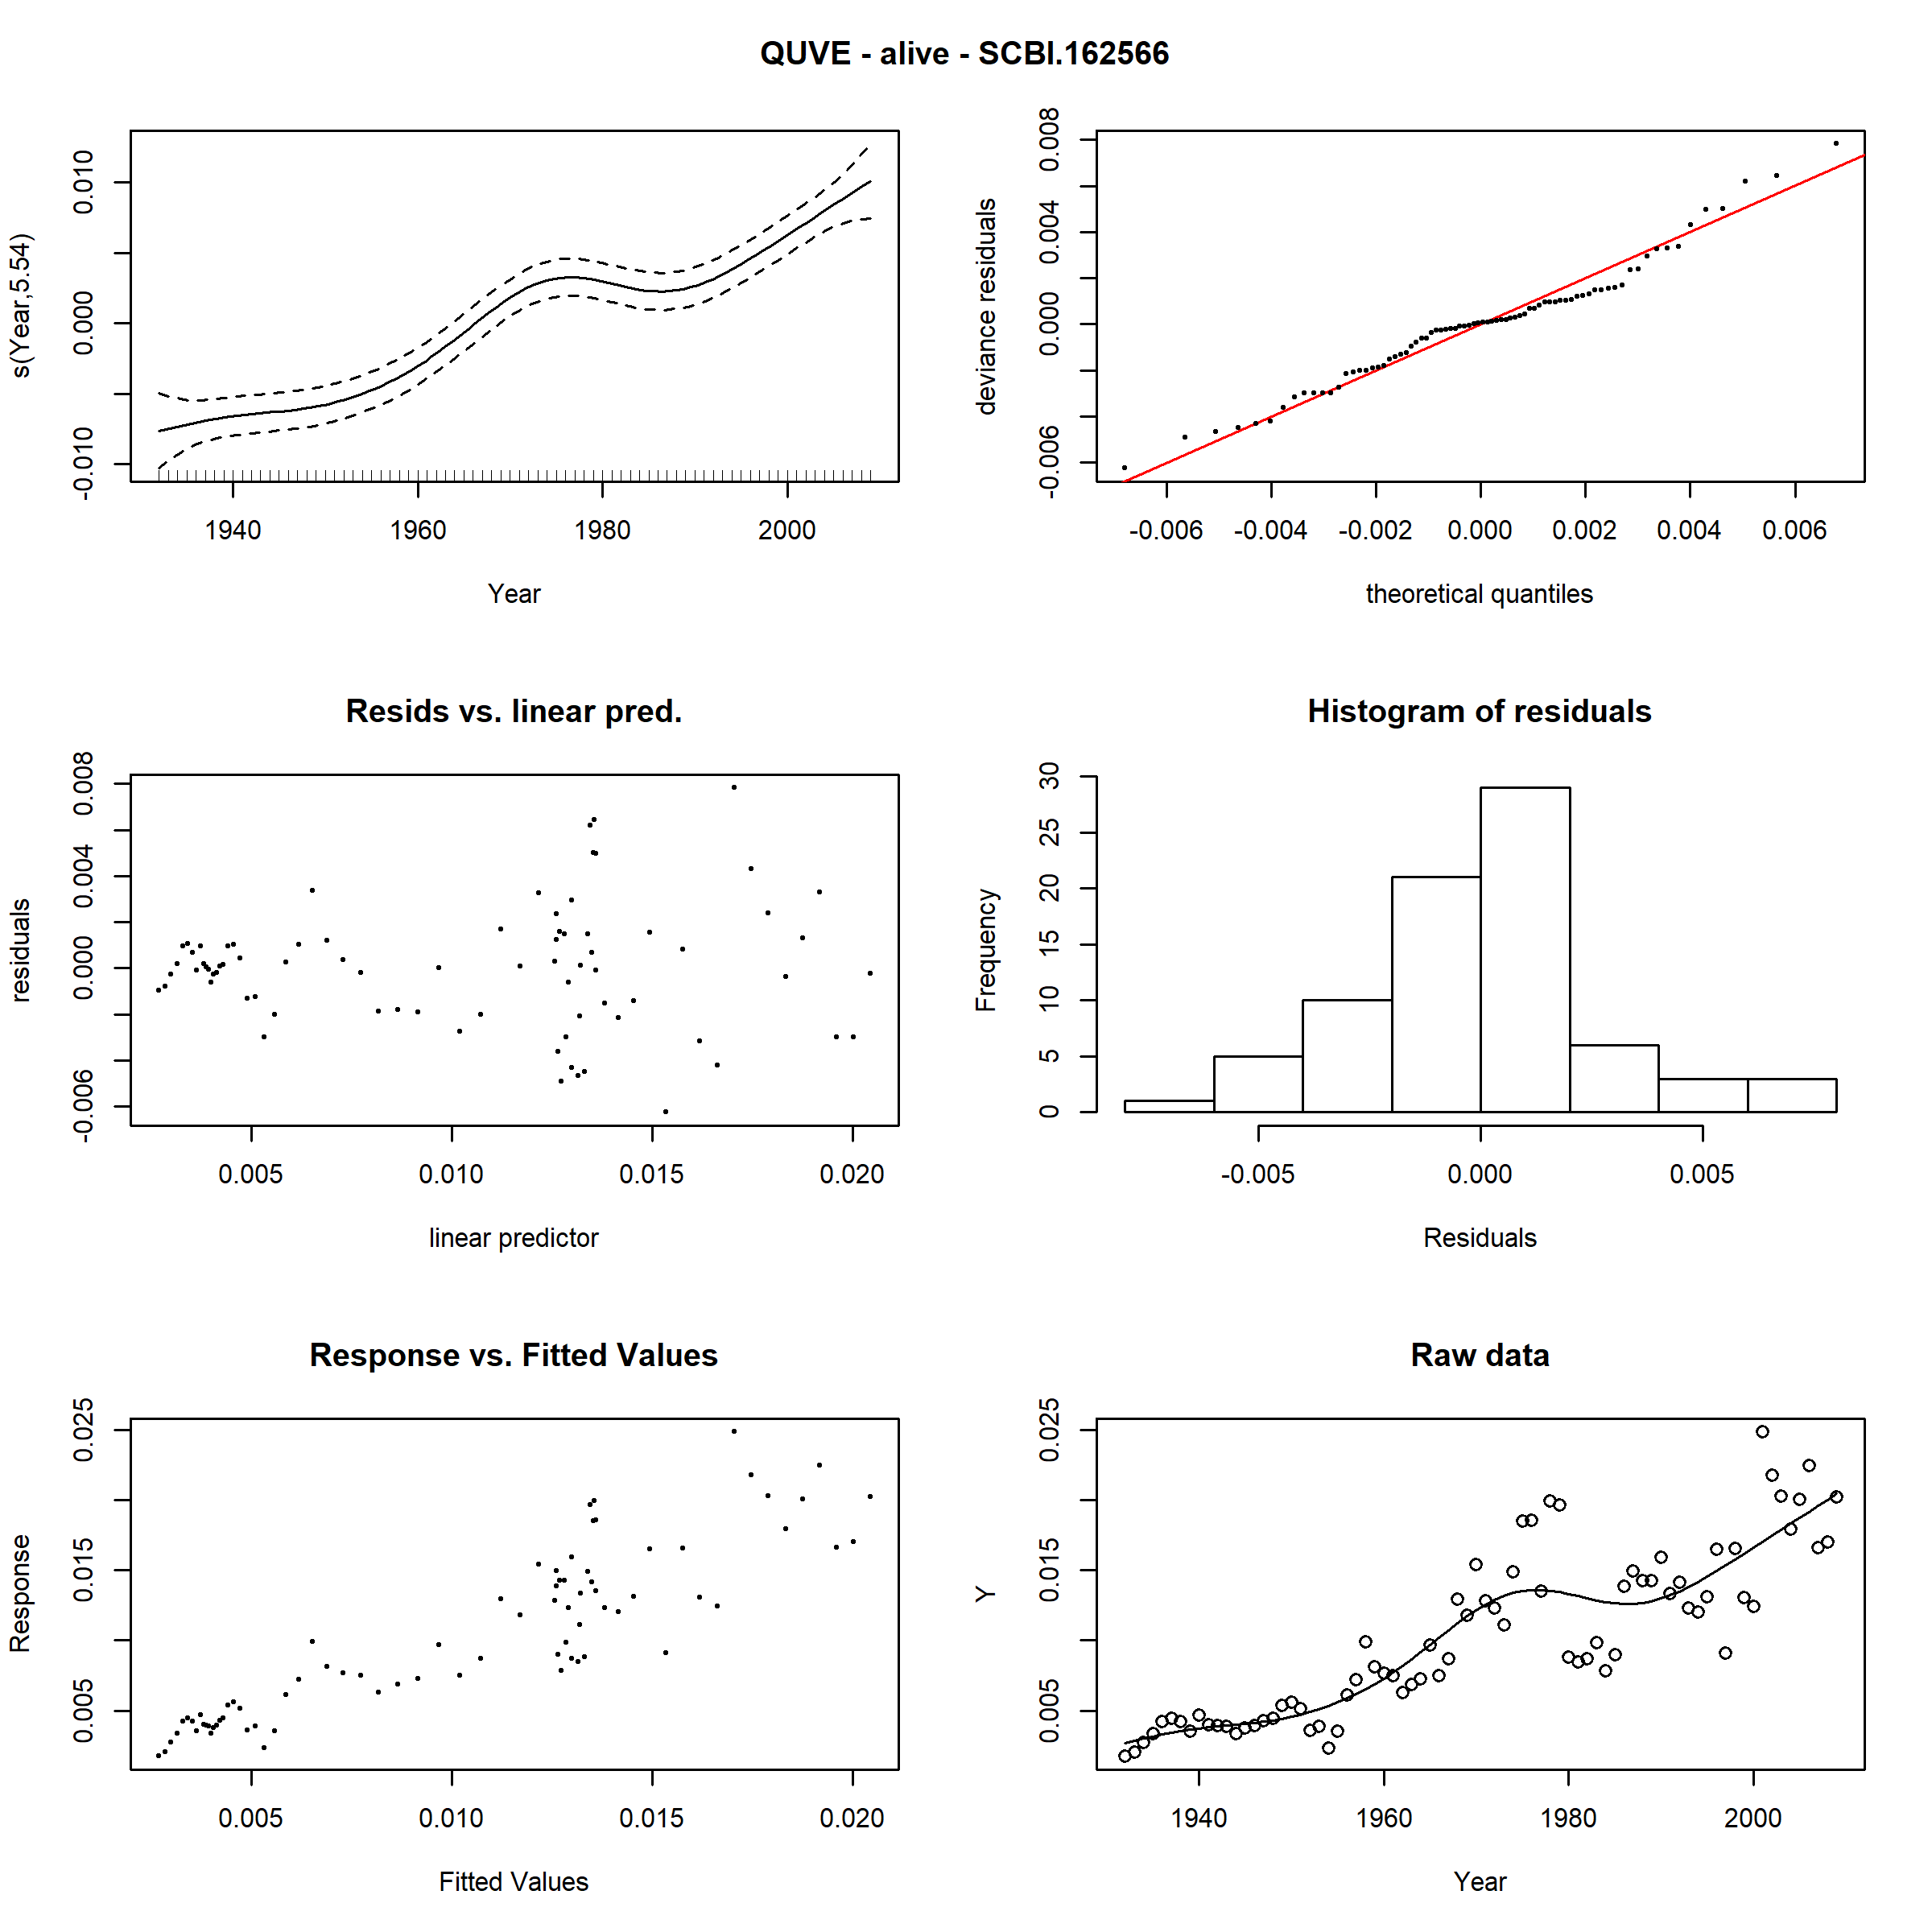 QUVE - alive - SCBI.162566
s(Year,5.54)
-0.010 0.000 0.010
1940 1960 1980 2000
Year
deviance residuals
-0.006 0.000 0.004 0.008
-0.006 -0.004 -0.002 0.000 0.002 0.004 0.006
theoretical quantiles
Resids vs. linear pred.
residuals
-0.006 0.000 0.004 0.008
0.005 0.010 0.015 0.020
linear predictor
Histogram of residuals
Frequency
0 5 10 15 20 25 30
-0.005 0.000 0.005
Residuals
Response vs. Fitted Values
Response
0.005 0.015 0.025
0.005 0.010 0.015 0.020
Fitted Values
Raw data
Y
0.005 0.015 0.025
1940 1960 1980 2000
Year